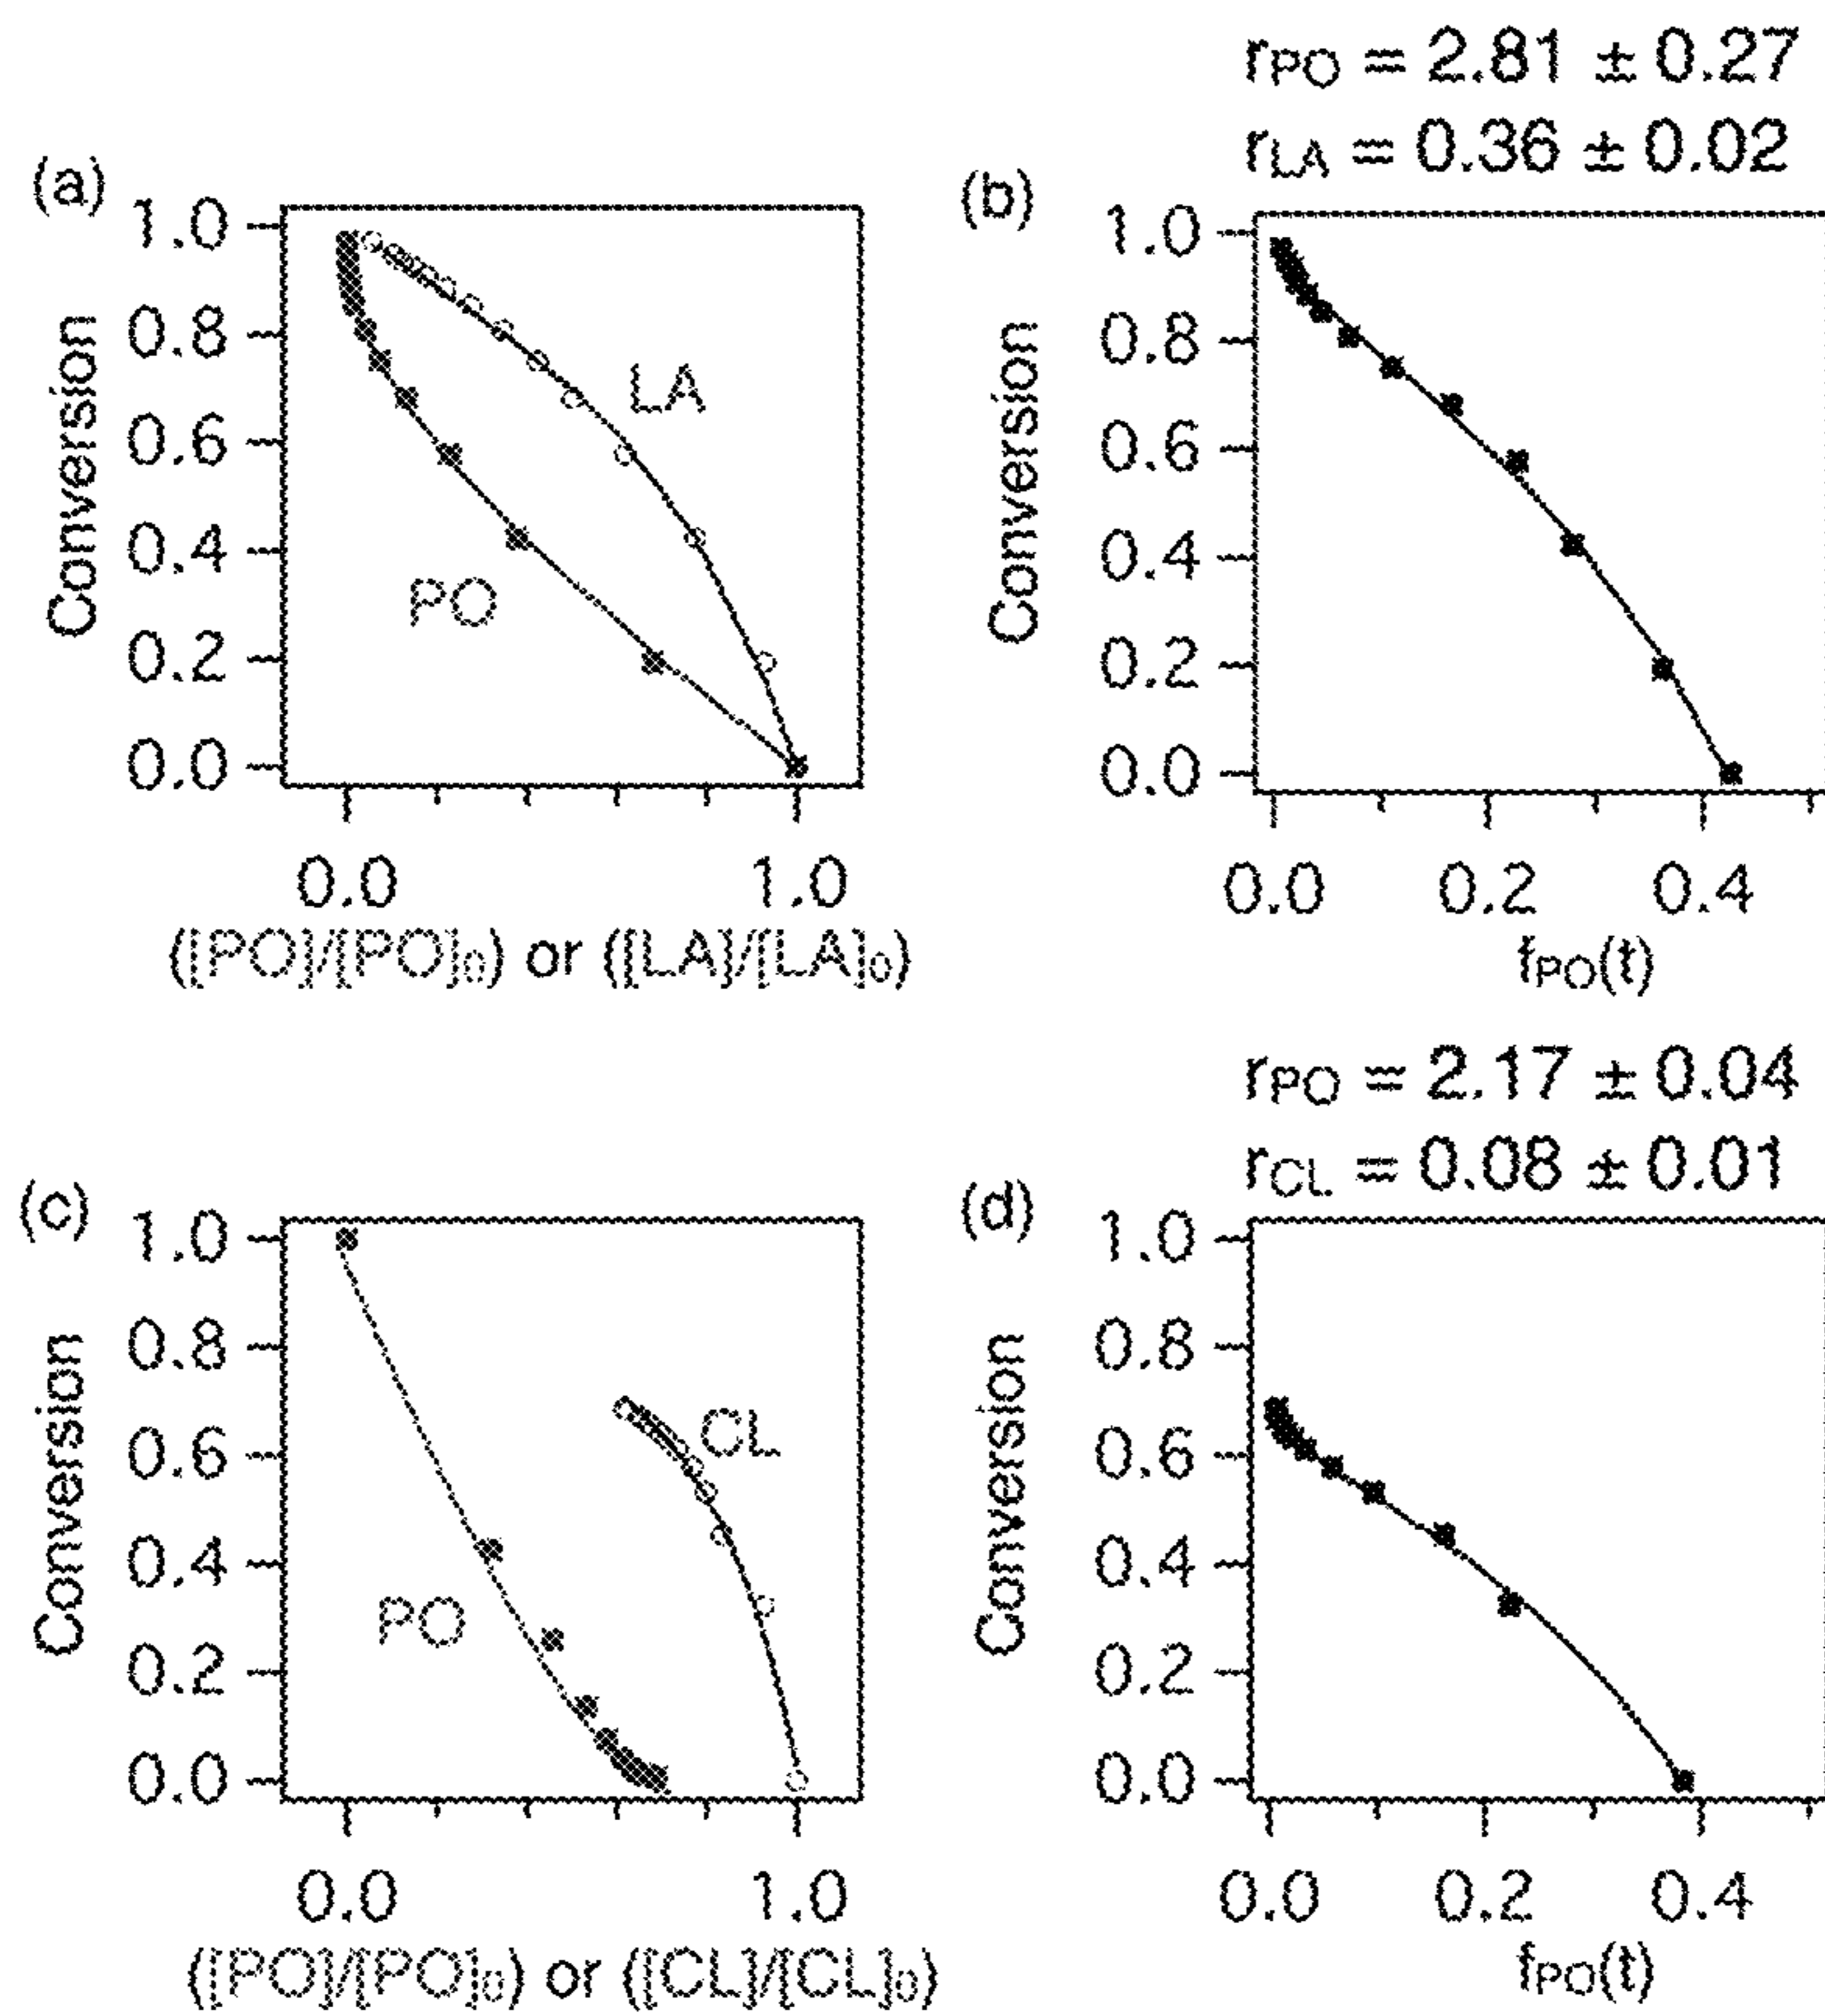 rPO = 2.81 ± 0.27
rLA = 0.36 ± 0.02
(a)
1.0
0.8
0.6
0.4
0.2
0.0
Conversion
LA
PO
0.0 1.0
([PO]/[PO]0) or ([LA]/[LA]0)
(b)
1.0
0.8
0.6
0.4
0.2
0.0
Conversion
0.0 0.2 0.4
fPO(t)
rPO = 2.17 ± 0.04
rCL = 0.08 ± 0.01
(c)
1.0
0.8
0.6
0.4
0.2
0.0
Conversion
CL
PO
0.0 1.0
([PO]/[PO]0) or ([CL]/[CL]0)
(d)
1.0
0.8
0.6
0.4
0.2
0.0
Conversion
0.0 0.2 0.4
fPO(t)